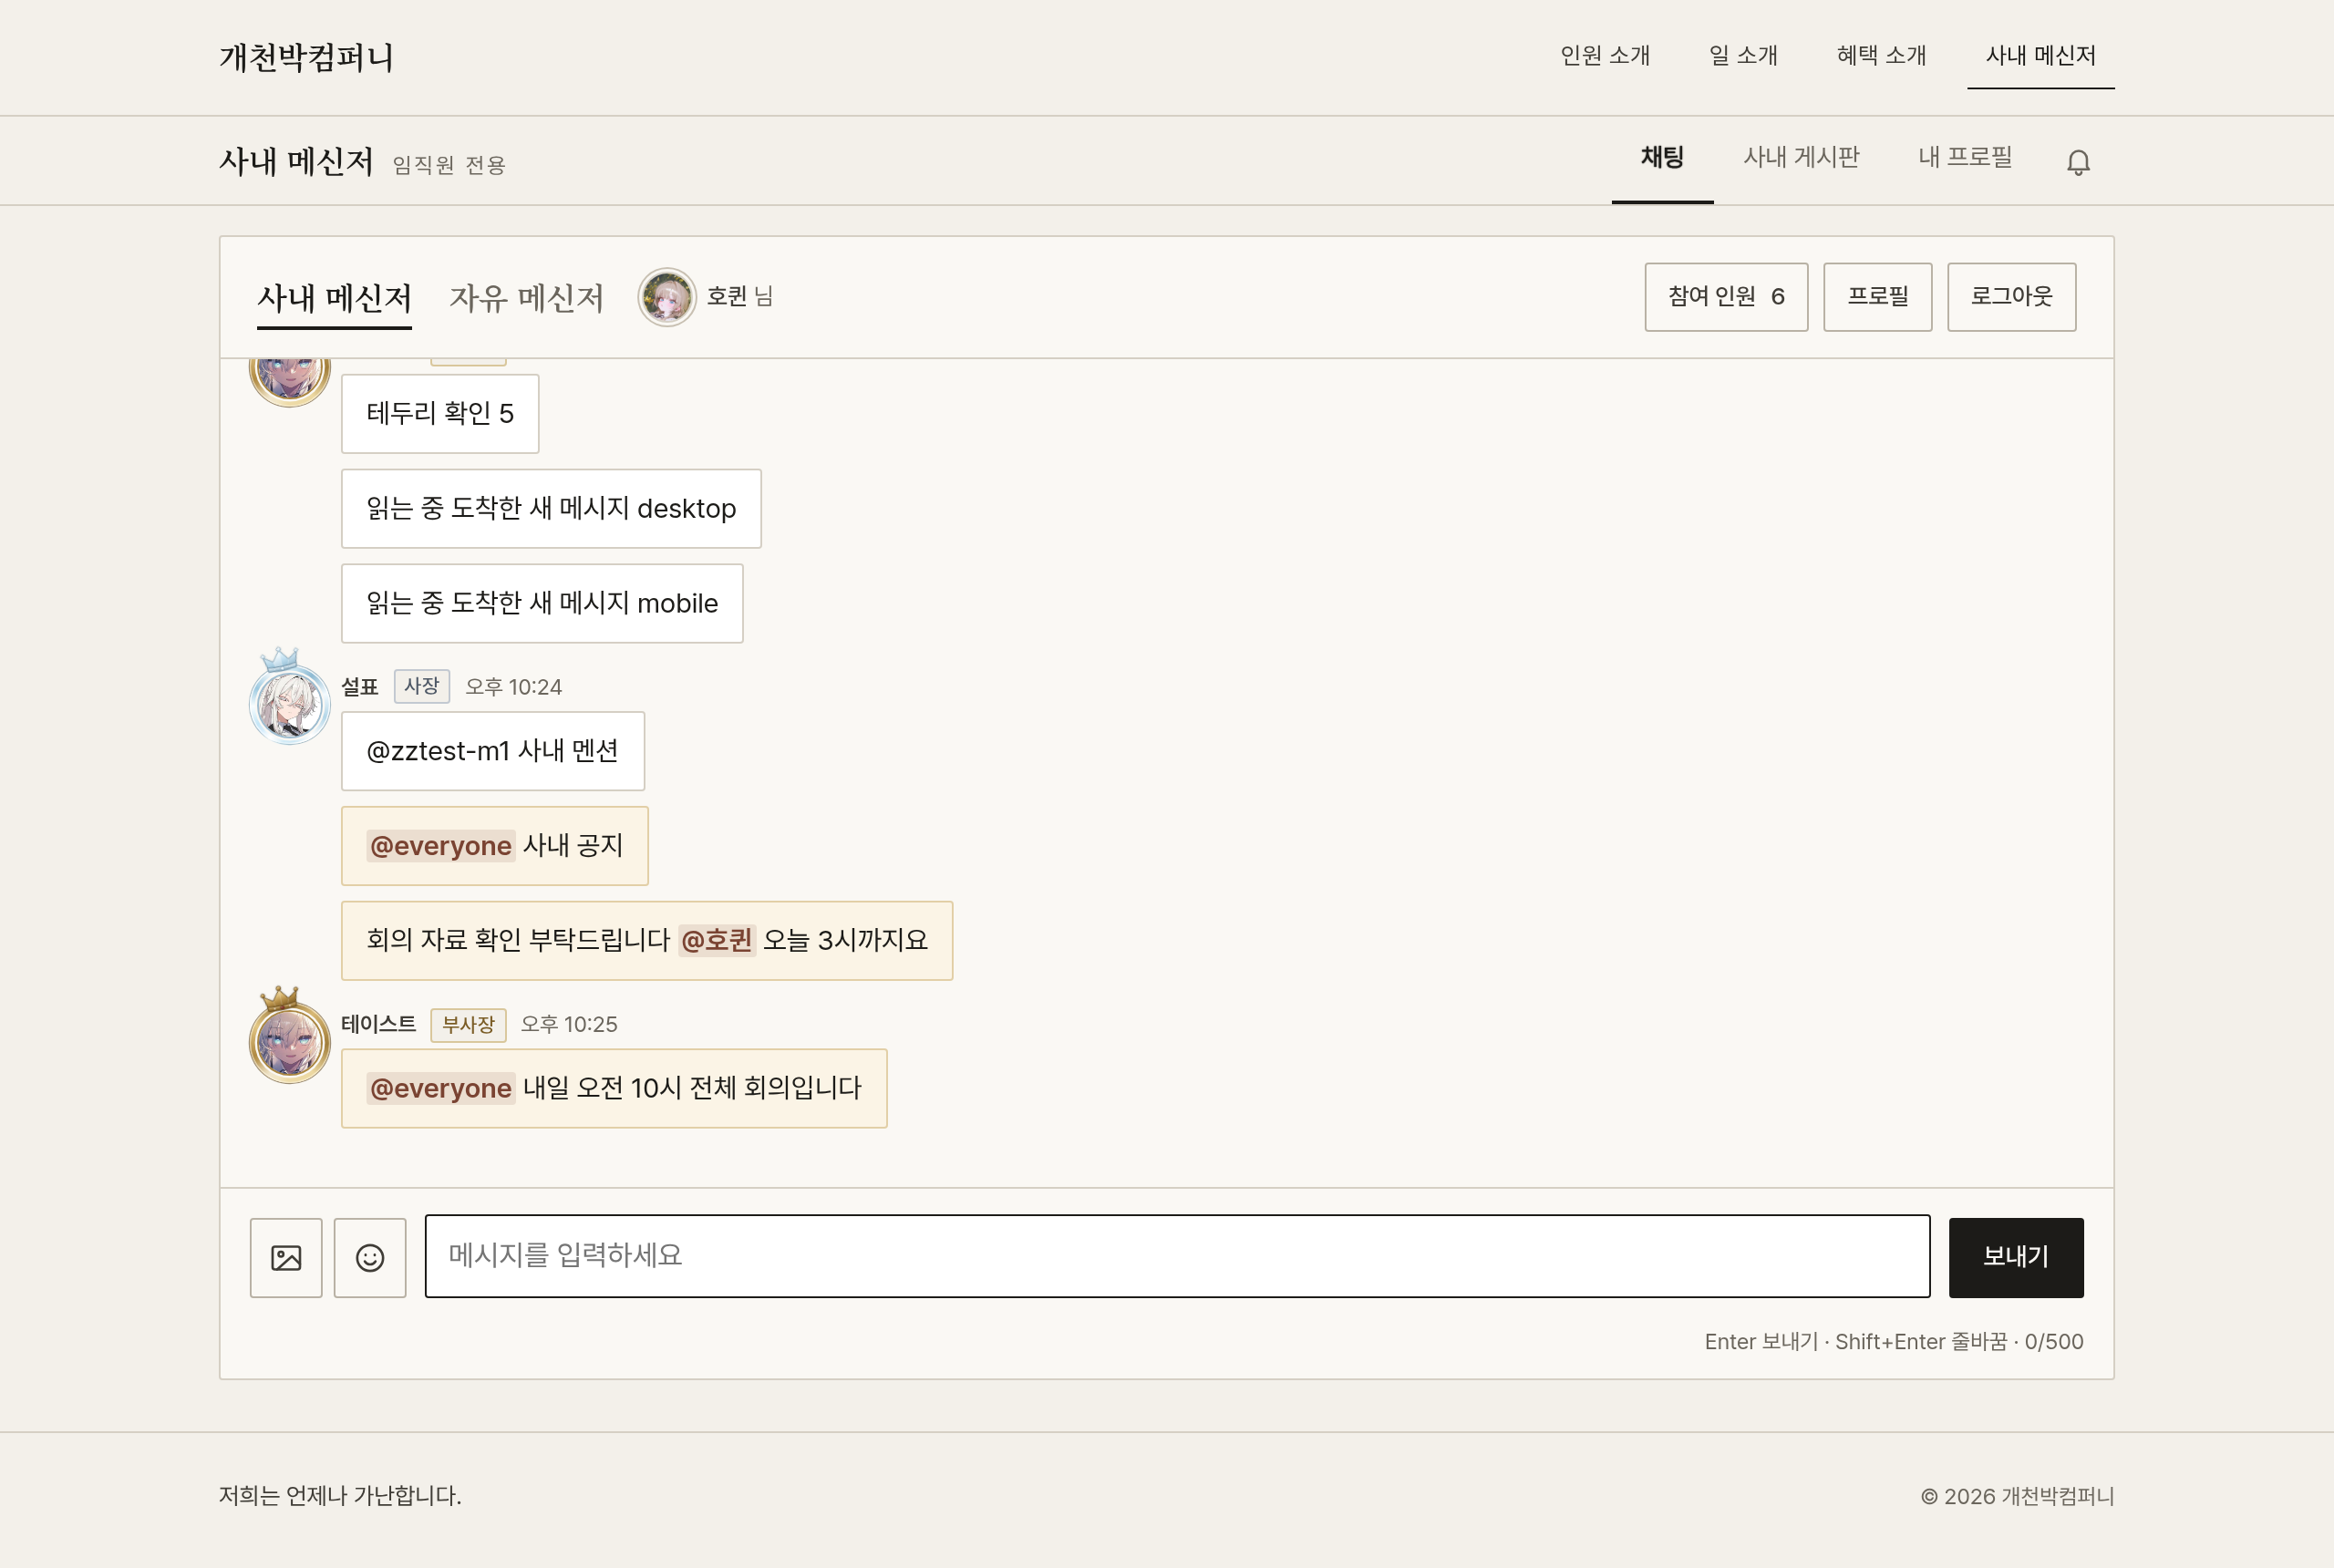 개천박컴퍼니
인원 소개 일 소개 혜택 소개 사내 메신저
사내 메신저 임직원 전용
채팅 사내 게시판 내 프로필
사내 메신저 자유 메신저 호퀸 님
참여 인원 6 프로필 로그아웃
테두리 확인 5
읽는 중 도착한 새 메시지 desktop
읽는 중 도착한 새 메시지 mobile
설표 사장 오후 10:24
@zztest-m1 사내 멘션
@everyone 사내 공지
회의 자료 확인 부탁드립니다 @호퀸 오늘 3시까지요
테이스트 부사장 오후 10:25
@everyone 내일 오전 10시 전체 회의입니다
메시지를 입력하세요 보내기
Enter 보내기 · Shift+Enter 줄바꿈 · 0/500
저희는 언제나 가난합니다.
© 2026 개천박컴퍼니